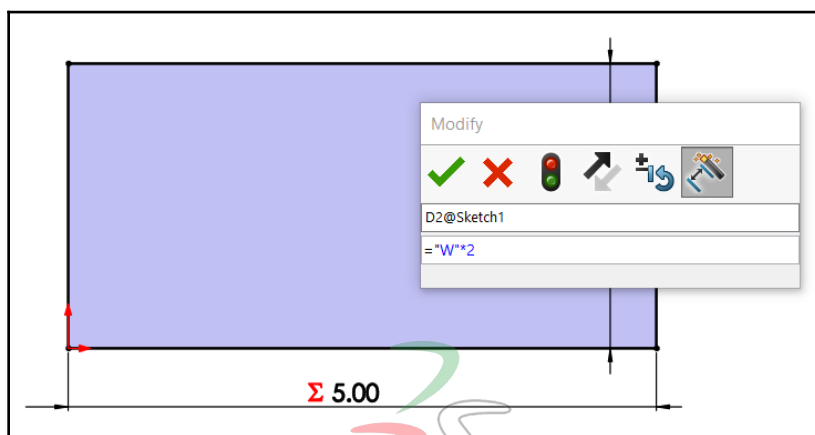 Modify
D2@Sketch1
="W"*2
Σ 5.00